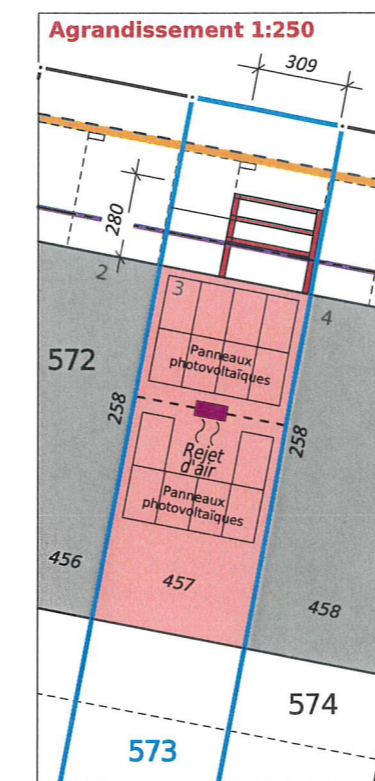 Agrandissement 1:250
309
280
2
3
4
572
Panneaux
photovoltaïques
258
258
Rejet
d'air
Panneaux
photovoltaïques
456
457
458
574
573